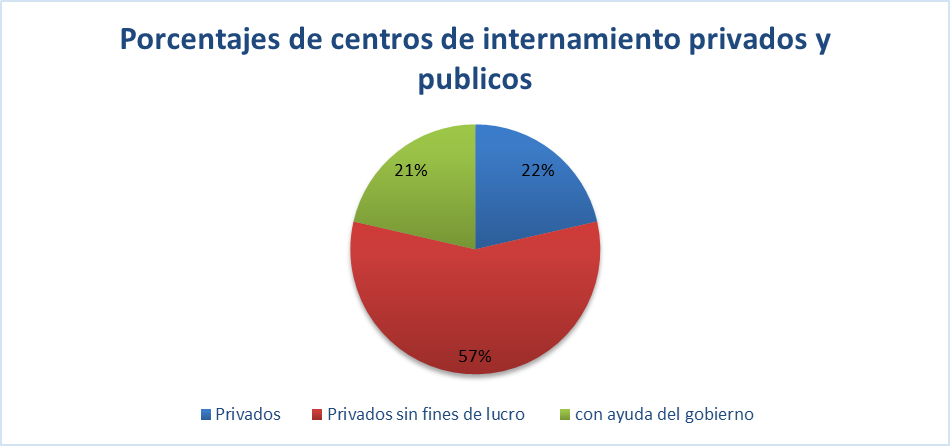 Porcentajes de centros de internamiento privados y
publicos
21%
22%
57%
Privados
Privados sin fines de lucro
con ayuda del gobierno